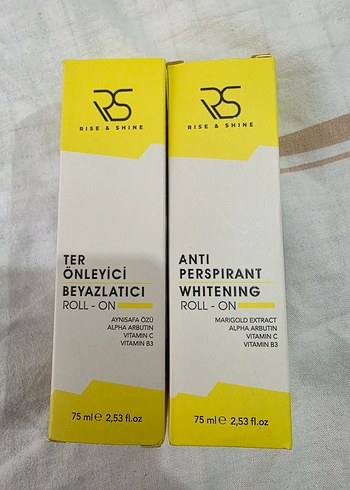 RS
RISE & SHINE
TER
ÖNLEYİCİ
BEYAZLATICI
ROLL - ON
AYNISAFA ÖZÜ
ALPHA ARBUTIN
VITAMIN C
VITAMIN B3
75 ml ℮ 2,53 fl.oz
RS
RISE & SHINE
ANTI
PERSPIRANT
WHITENING
ROLL - ON
MARIGOLD EXTRACT
ALPHA ARBUTIN
VITAMIN C
VITAMIN B3
75 ml ℮ 2,53 fl.oz